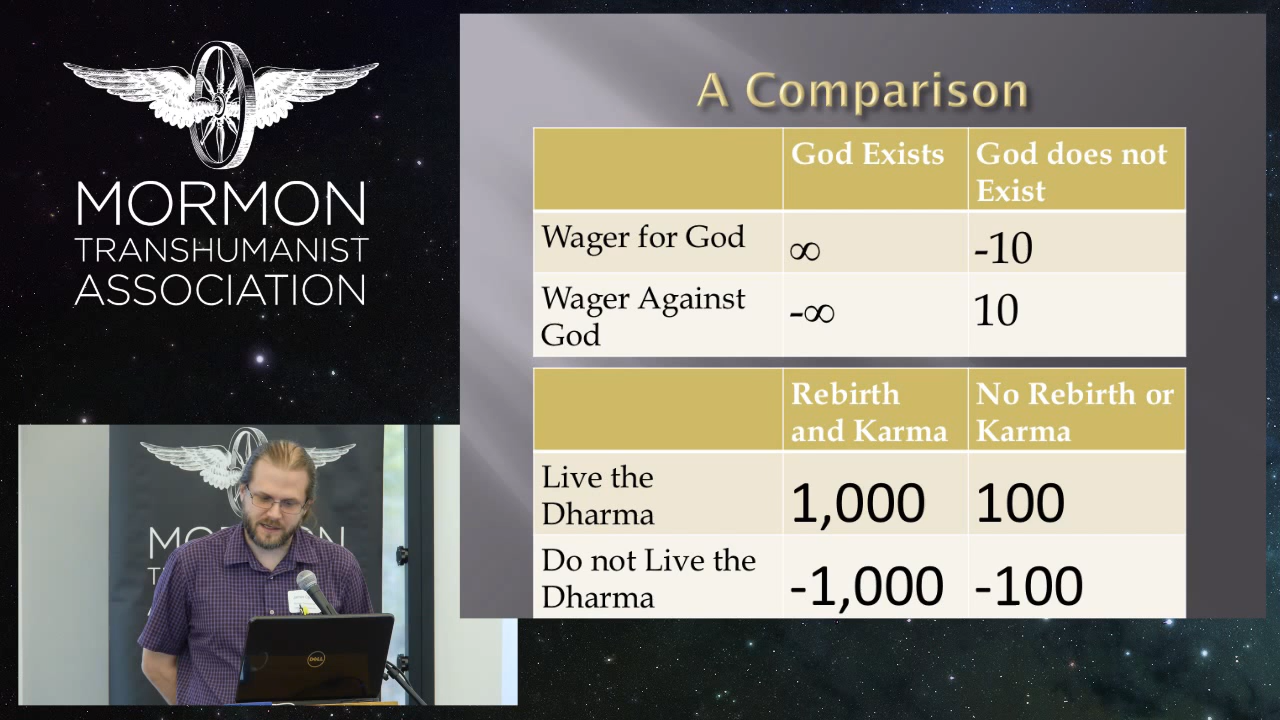 MORMON
TRANSHUMANIST
ASSOCIATION
A Comparison
God Exists
God does not
Exist
Wager for God
∞
-10
Wager Against
God
-∞
10
Rebirth
and Karma
No Rebirth or
Karma
Live the
Dharma
1,000
100
Do not Live the
Dharma
-1,000
-100
DELL